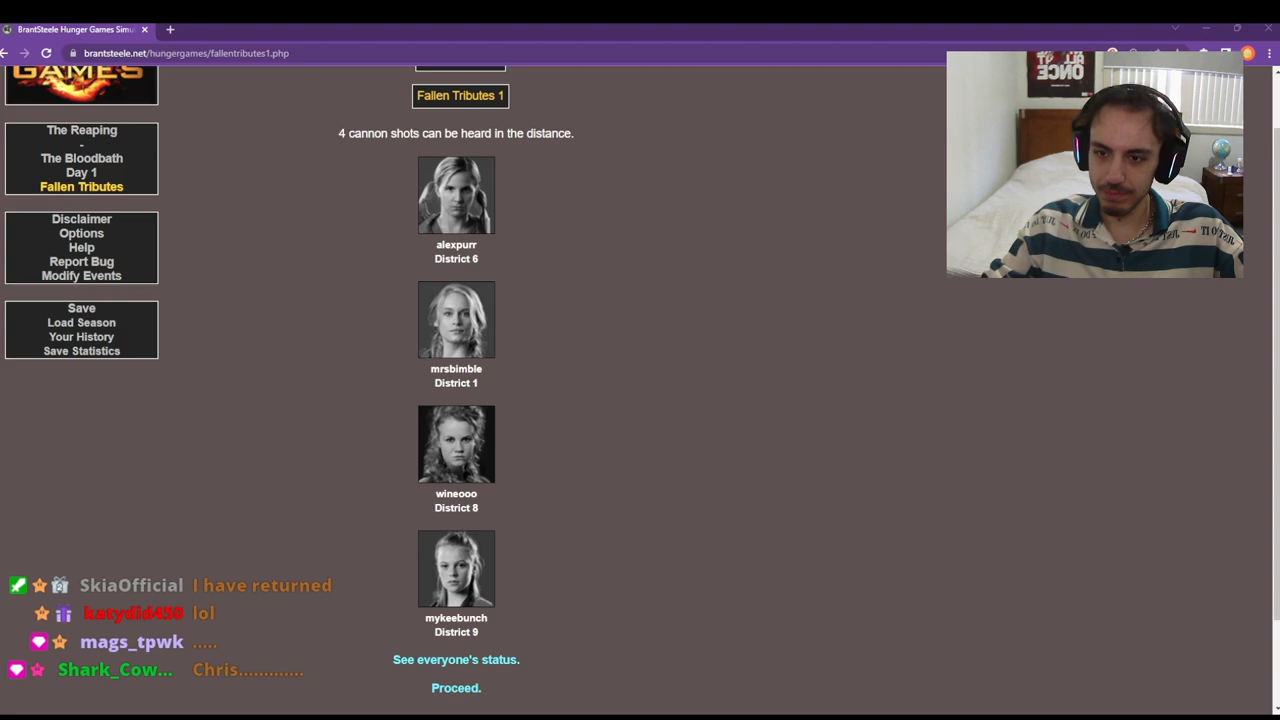 BrantSteele Hunger Games Simu
brantsteele.net/hungergames/fallentributes1.php
GAMES
The Reaping
-
The Bloodbath
Day 1
Fallen Tributes
Disclaimer
Options
Help
Report Bug
Modify Events
Save
Load Season
Your History
Save Statistics
Fallen Tributes 1
4 cannon shots can be heard in the distance.
alexpurr
District 6
mrsbimble
District 1
wineooo
District 8
mykeebunch
District 9
See everyone's status.
Proceed.
SkiaOfficial I have returned
katydid450 lol
mags_tpwk .....
Shark_Cow... Chris.............
ONCE